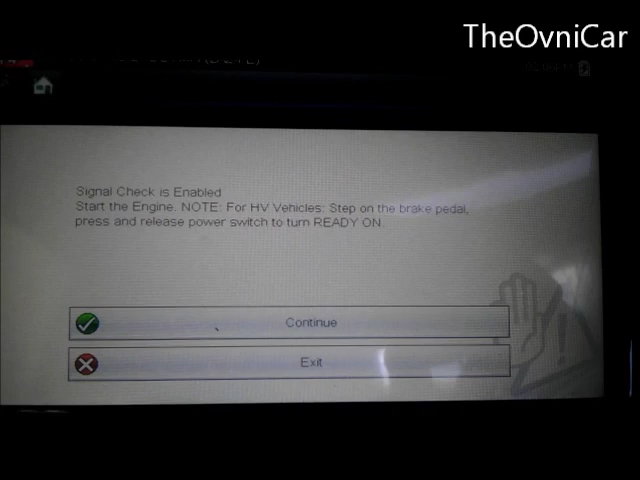 TheOvniCar
Signal Check is Enabled
Start the Engine. NOTE: For HV Vehicles: Step on the brake pedal,
press and release power switch to turn READY ON.
Continue
Exit